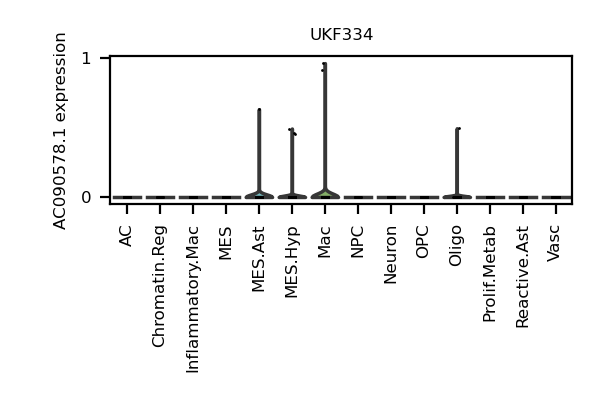 UKF334
AC090578.1 expression
1
0
AC
Chromatin.Reg
Inflammatory.Mac
MES
MES.Ast
MES.Hyp
Mac
NPC
Neuron
OPC
Oligo
Prolif.Metab
Reactive.Ast
Vasc